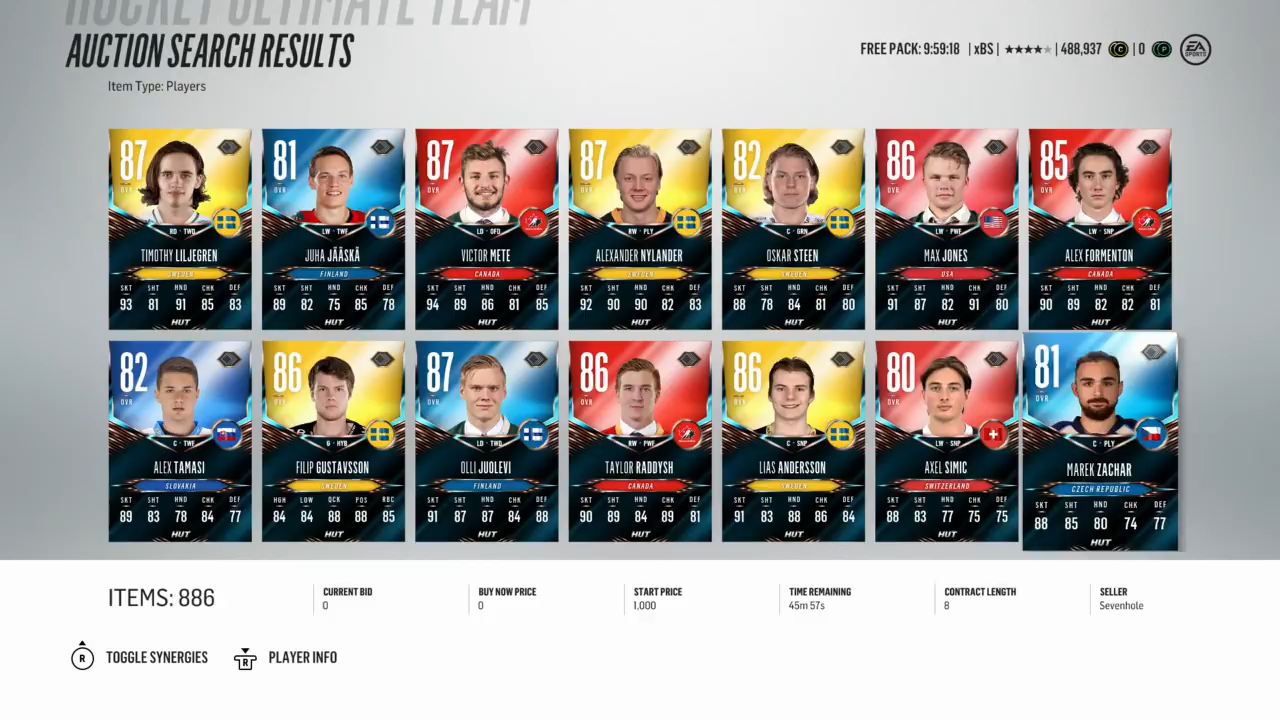 HOCKEY ULTIMATE TEAM
AUCTION SEARCH RESULTS
FREE PACK: 9:59:18 | xBS | ★★★★★ | 488,937 C | 0 P EA SPORTS
Item Type: Players
87 OVR RD - TWD TIMOTHY LILJEGREN SWEDEN
SKT SHT HND CHK DEF
93 81 91 85 83
HUT
81 OVR LW - TWF JUHA JÄÄSKÄ FINLAND
SKT SHT HND CHK DEF
89 82 75 85 78
HUT
87 OVR LD - OFD VICTOR METE CANADA
SKT SHT HND CHK DEF
94 89 86 81 85
HUT
87 OVR RW - PLY ALEXANDER NYLANDER SWEDEN
SKT SHT HND CHK DEF
92 90 90 82 83
HUT
82 OVR C - GRN OSKAR STEEN SWEDEN
SKT SHT HND CHK DEF
88 78 84 81 80
HUT
86 OVR LW - PWF MAX JONES USA
SKT SHT HND CHK DEF
91 87 82 91 80
HUT
85 OVR LW - SNP ALEX FORMENTON CANADA
SKT SHT HND CHK DEF
90 89 82 82 81
HUT
82 OVR C - TWF ALEX TAMASI SLOVAKIA
SKT SHT HND CHK DEF
89 83 78 84 77
HUT
86 OVR G - HYB FILIP GUSTAVSSON SWEDEN
HGH LOW QCK POS RBC
84 84 88 88 85
HUT
87 OVR LD - TWD OLLI JUOLEVI FINLAND
SKT SHT HND CHK DEF
91 87 87 84 88
HUT
86 OVR RW - PWF TAYLOR RADDYSH CANADA
SKT SHT HND CHK DEF
90 89 84 89 81
HUT
86 OVR C - SNP LIAS ANDERSSON SWEDEN
SKT SHT HND CHK DEF
91 83 88 86 84
HUT
80 OVR LW - SNP AXEL SIMIC SWITZERLAND
SKT SHT HND CHK DEF
88 83 77 75 75
HUT
81 OVR C - PLY MAREK ZACHAR CZECH REPUBLIC
SKT SHT HND CHK DEF
88 85 80 74 77
HUT
ITEMS: 886
CURRENT BID
0
BUY NOW PRICE
0
START PRICE
1,000
TIME REMAINING
45m 57s
CONTRACT LENGTH
8
SELLER
Sevenhole
R TOGGLE SYNERGIES
R PLAYER INFO